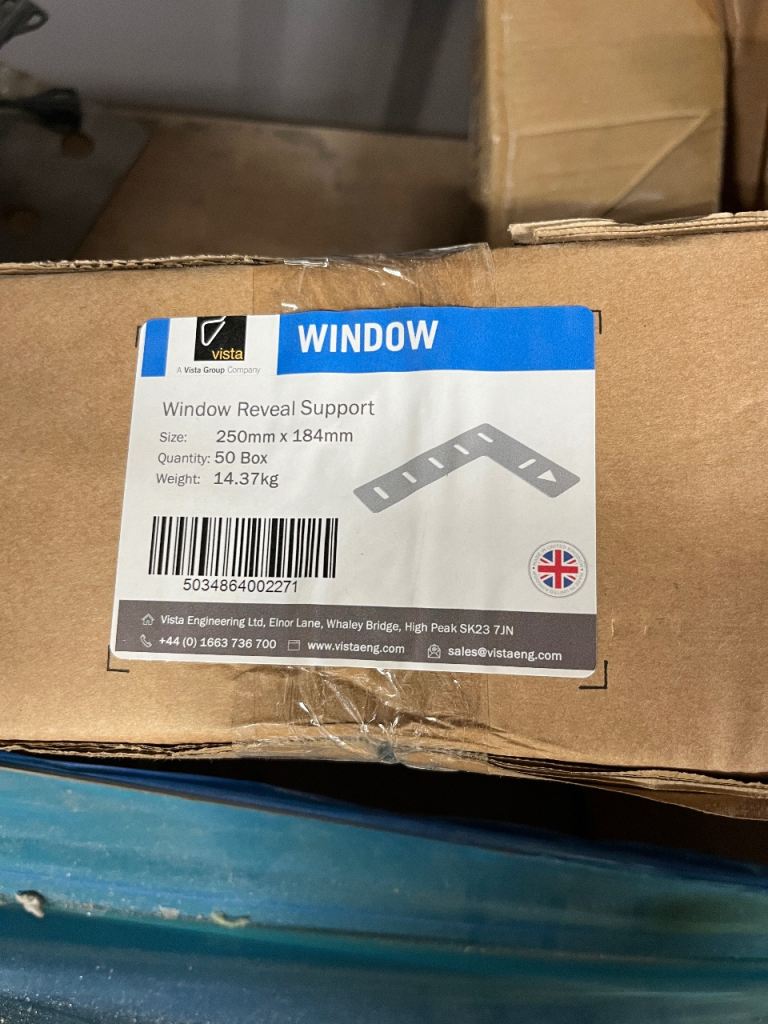 vista
A Vista Group Company
WINDOW
Window Reveal Support
Size: 250mm x 184mm
Quantity: 50 Box
Weight: 14.37kg
5034864002271
Vista Engineering Ltd, Elnor Lane, Whaley Bridge, High Peak SK23 7JN
+44 (0) 1663 736 700 www.vistaeng.com sales@vistaeng.com